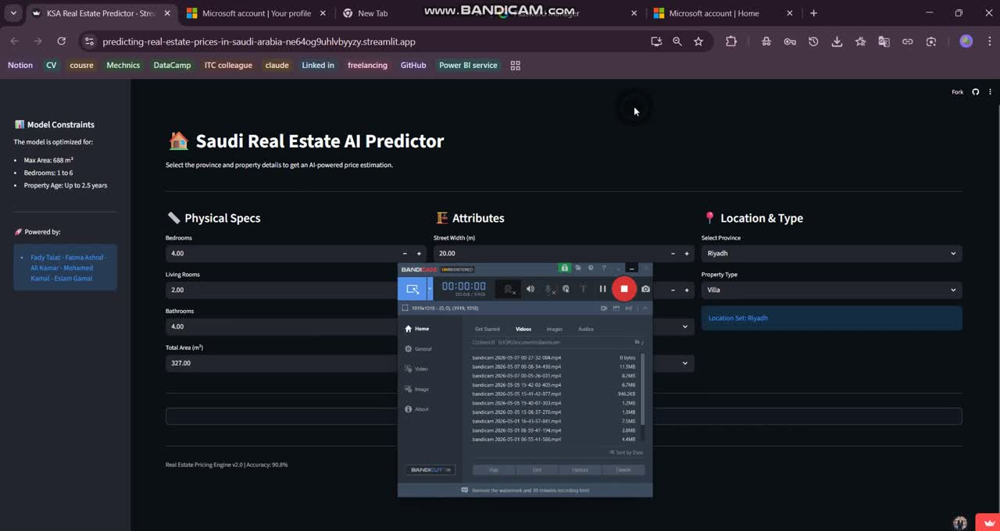 www.BANDICAM.com
KSA Real Estate Predictor - Strea
Microsoft account | Your profile
New Tab
Microsoft account | Home
predicting-real-estate-prices-in-saudi-arabia-ne64og9uhlvbyyzy.streamlit.app
Notion CV cousre Mechnics DataCamp ITC colleague claude Linked in freelancing GitHub Power BI service
Fork
Model Constraints
The model is optimized for:
Max Area: 688 m²
Bedrooms: 1 to 6
Property Age: Up to 2.5 years
Powered by:
Fady Talat - Fatma Ashraf -
Ali Kamar - Mohamed
Kamal - Eslam Gamal
Saudi Real Estate AI Predictor
Select the province and property details to get an AI-powered price estimation.
Physical Specs
Bedrooms
4.00
Living Rooms
2.00
Bathrooms
4.00
Total Area (m²)
327.00
Attributes
Street Width (m)
20.00
Location & Type
Select Province
Riyadh
Property Type
Villa
Location Set: Riyadh
BANDICAM UNREGISTERED
00:00:00
1919x1018 - (0, 0), (1919, 1018)
Home
General
Video
Image
About
Get Started Videos Images Audios
bandicam 2026-05-07 00-27-32-084.mp4 0 bytes
bandicam 2026-05-07 00-08-34-436.mp4 11.3MB
bandicam 2026-05-07 00-05-26-031.mp4 8.2MB
bandicam 2026-05-05 15-42-03-405.mp4 6.7MB
bandicam 2026-05-05 15-41-42-977.mp4 946.2KB
bandicam 2026-05-05 15-40-07-303.mp4 1.2MB
bandicam 2026-05-05 15-08-57-270.mp4 1.3MB
bandicam 2026-05-01 16-43-57-841.mp4 7.5MB
bandicam 2026-05-01 06-59-47-194.mp4 3.8MB
bandicam 2026-05-01 06-55-41-586.mp4 4.4MB
Sort by Date
Play Edit Upload Delete
BANDICUT
Remove the watermark and 10 minutes recording limit
Real Estate Pricing Engine v2.0 | Accuracy: 90.8%